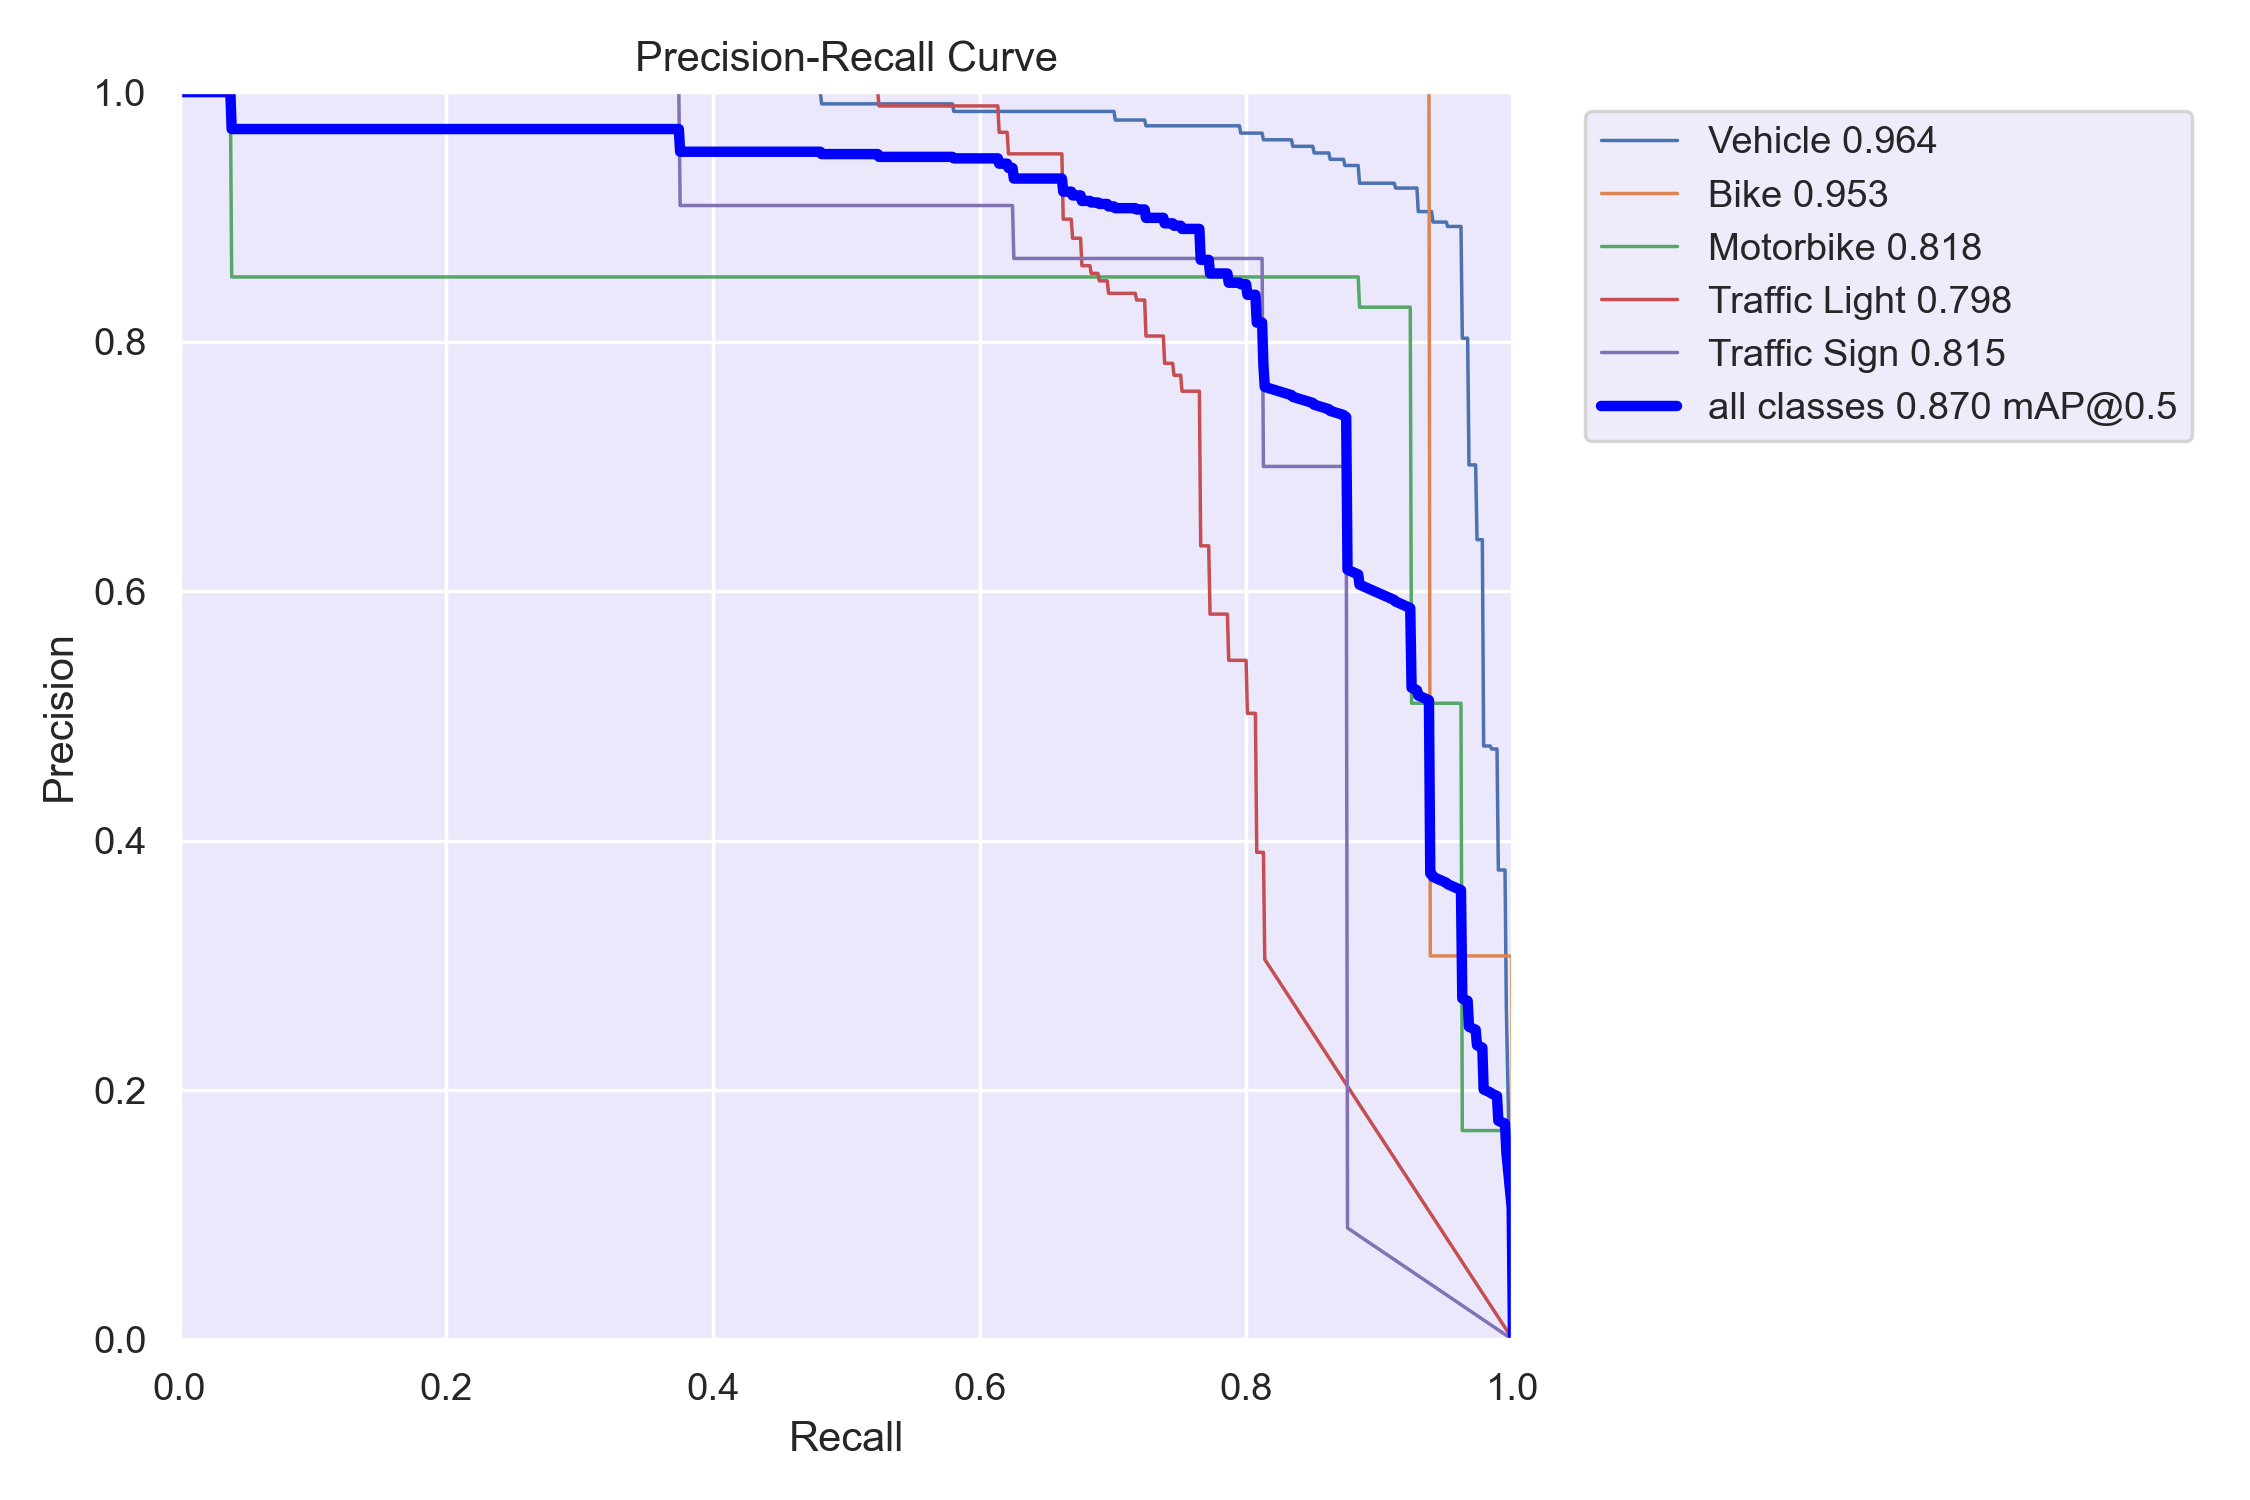 Precision-Recall Curve
1.0
0.8
0.6
0.4
0.2
0.0
Precision
0.0 0.2 0.4 0.6 0.8 1.0
Recall
Vehicle 0.964
Bike 0.953
Motorbike 0.818
Traffic Light 0.798
Traffic Sign 0.815
all classes 0.870 mAP@0.5